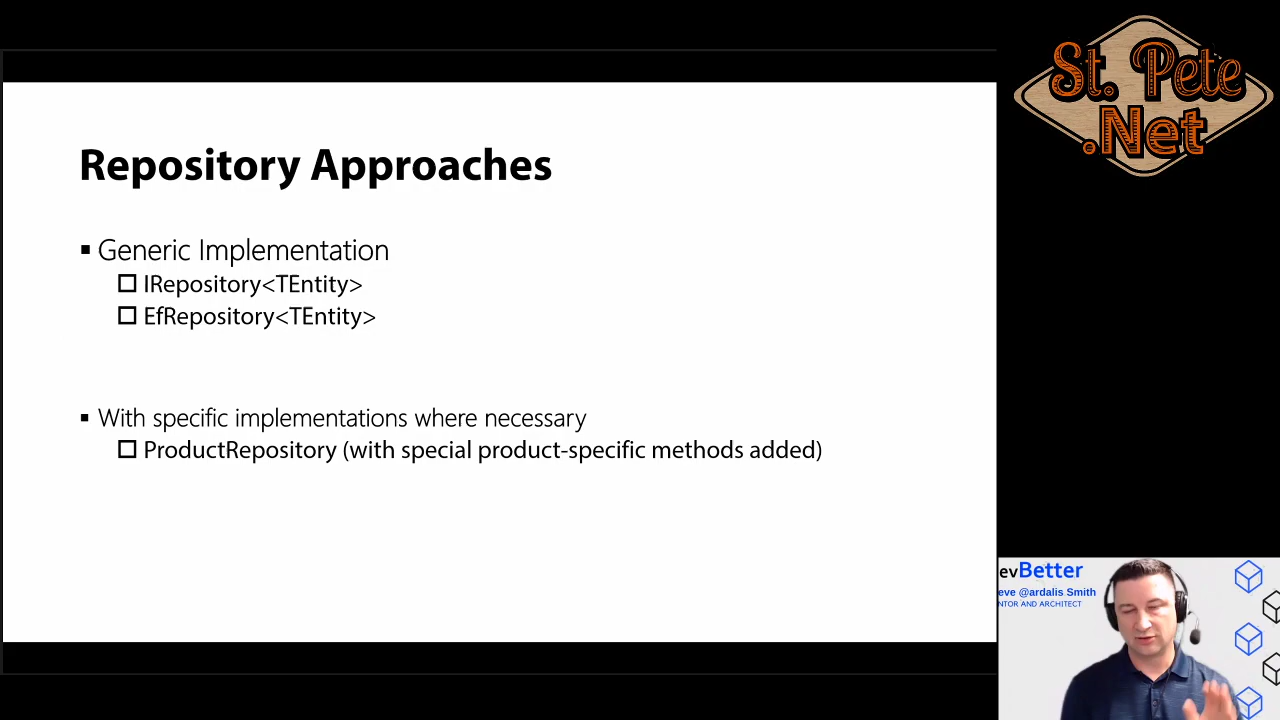 Repository Approaches
▪ Generic Implementation
☐ IRepository<TEntity>
☐ EfRepository<TEntity>
▪ With specific implementations where necessary
☐ ProductRepository (with special product-specific methods added)
St. Pete
.Net
evBetter
eve @ardalis Smith
NTOR AND ARCHITECT